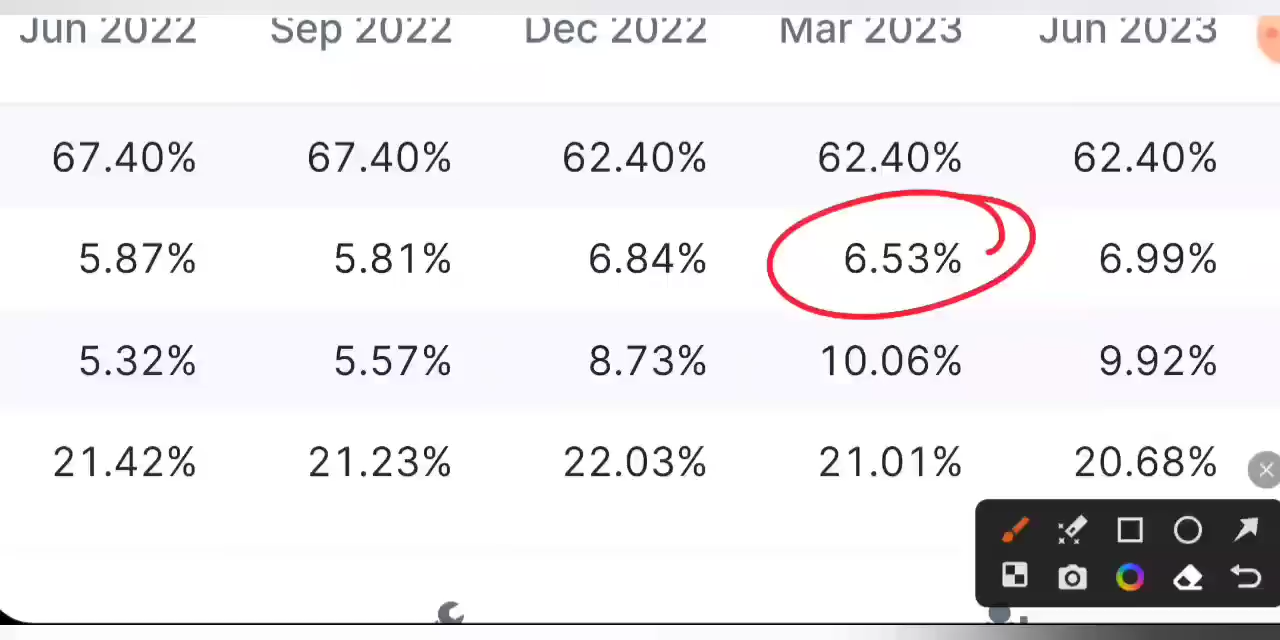 Jun 2022 Sep 2022 Dec 2022 Mar 2023 Jun 2023
67.40% 67.40% 62.40% 62.40% 62.40%
5.87% 5.81% 6.84% 6.53% 6.99%
5.32% 5.57% 8.73% 10.06% 9.92%
21.42% 21.23% 22.03% 21.01% 20.68%